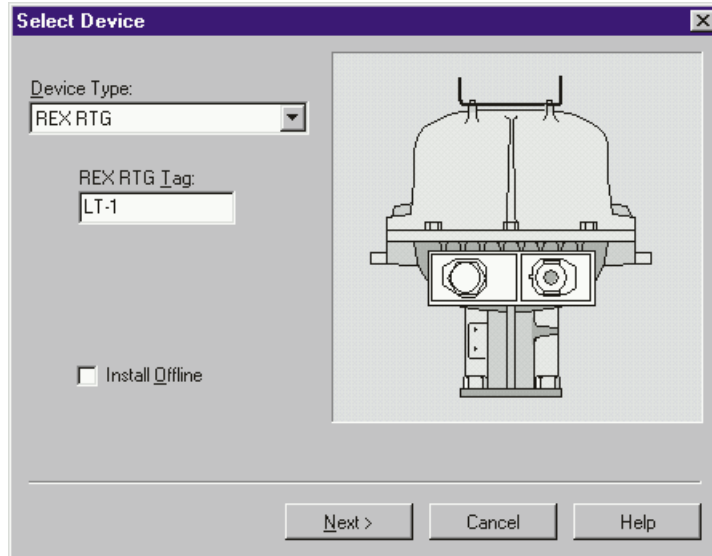 Select Device
Device Type:
REX RTG
REX RTG Tag:
LT-1
Install Offline
Next >
Cancel
Help